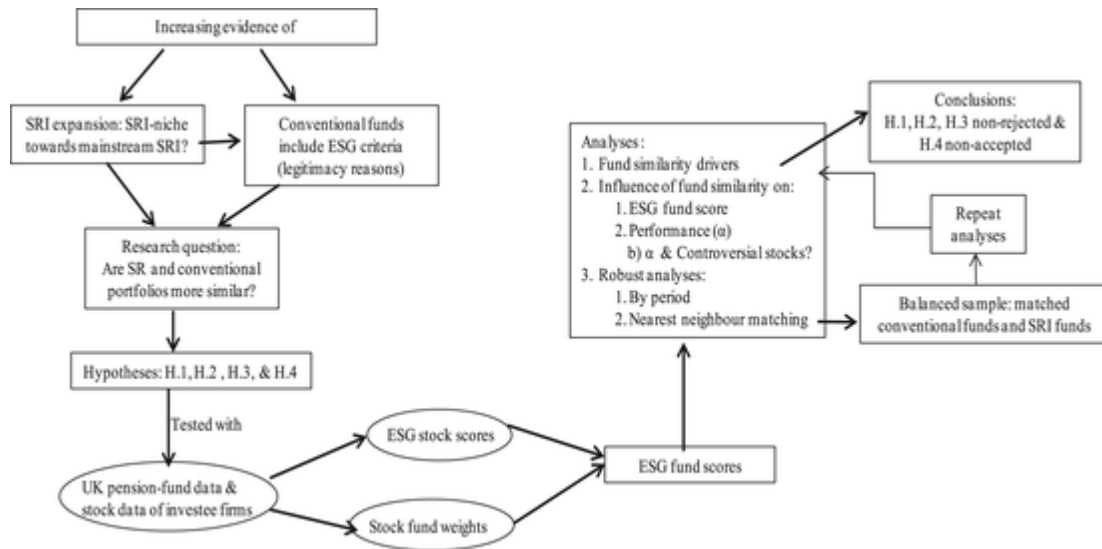 Increasing evidence of
SRI expansion: SRI-niche
towards mainstream SRI?
Conventional funds
include ESG criteria
(legitimacy reasons)
Research question:
Are SR and conventional
portfolios more similar?
Hypotheses: H.1, H.2 , H.3, & H.4
Tested with
UK pension-fund data &
stock data of investee firms
ESG stock scores
Stock fund weights
ESG fund scores
Analyses :
1. Fund similarity drivers
2. Influence of fund similarity on:
1. ESG fund score
2. Performance (α)
b) α & Controversial stocks?
3. Robust analyses:
1. By period
2. Nearest neighbour matching
Balanced sample: matched
conventional funds and SRI funds
Repeat
analyses
Conclusions:
H.1, H.2, H.3 non-rejected &
H.4 non-accepted